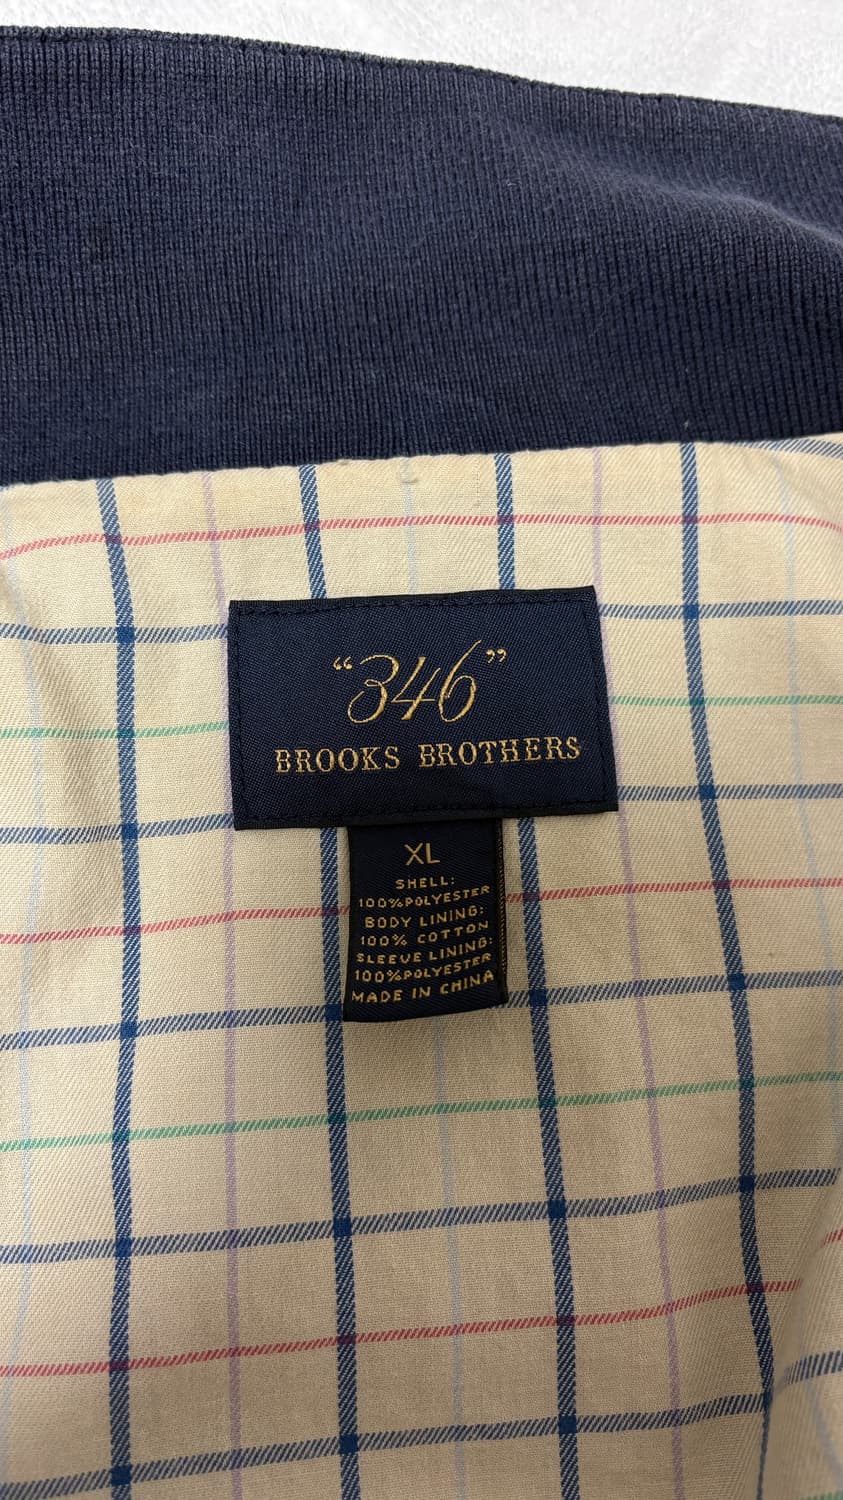 “346”
BROOKS BROTHERS
XL
SHELL:
100%POLYESTER
BODY LINING:
100% COTTON
SLEEVE LINING:
100%POLYESTER
MADE IN CHINA